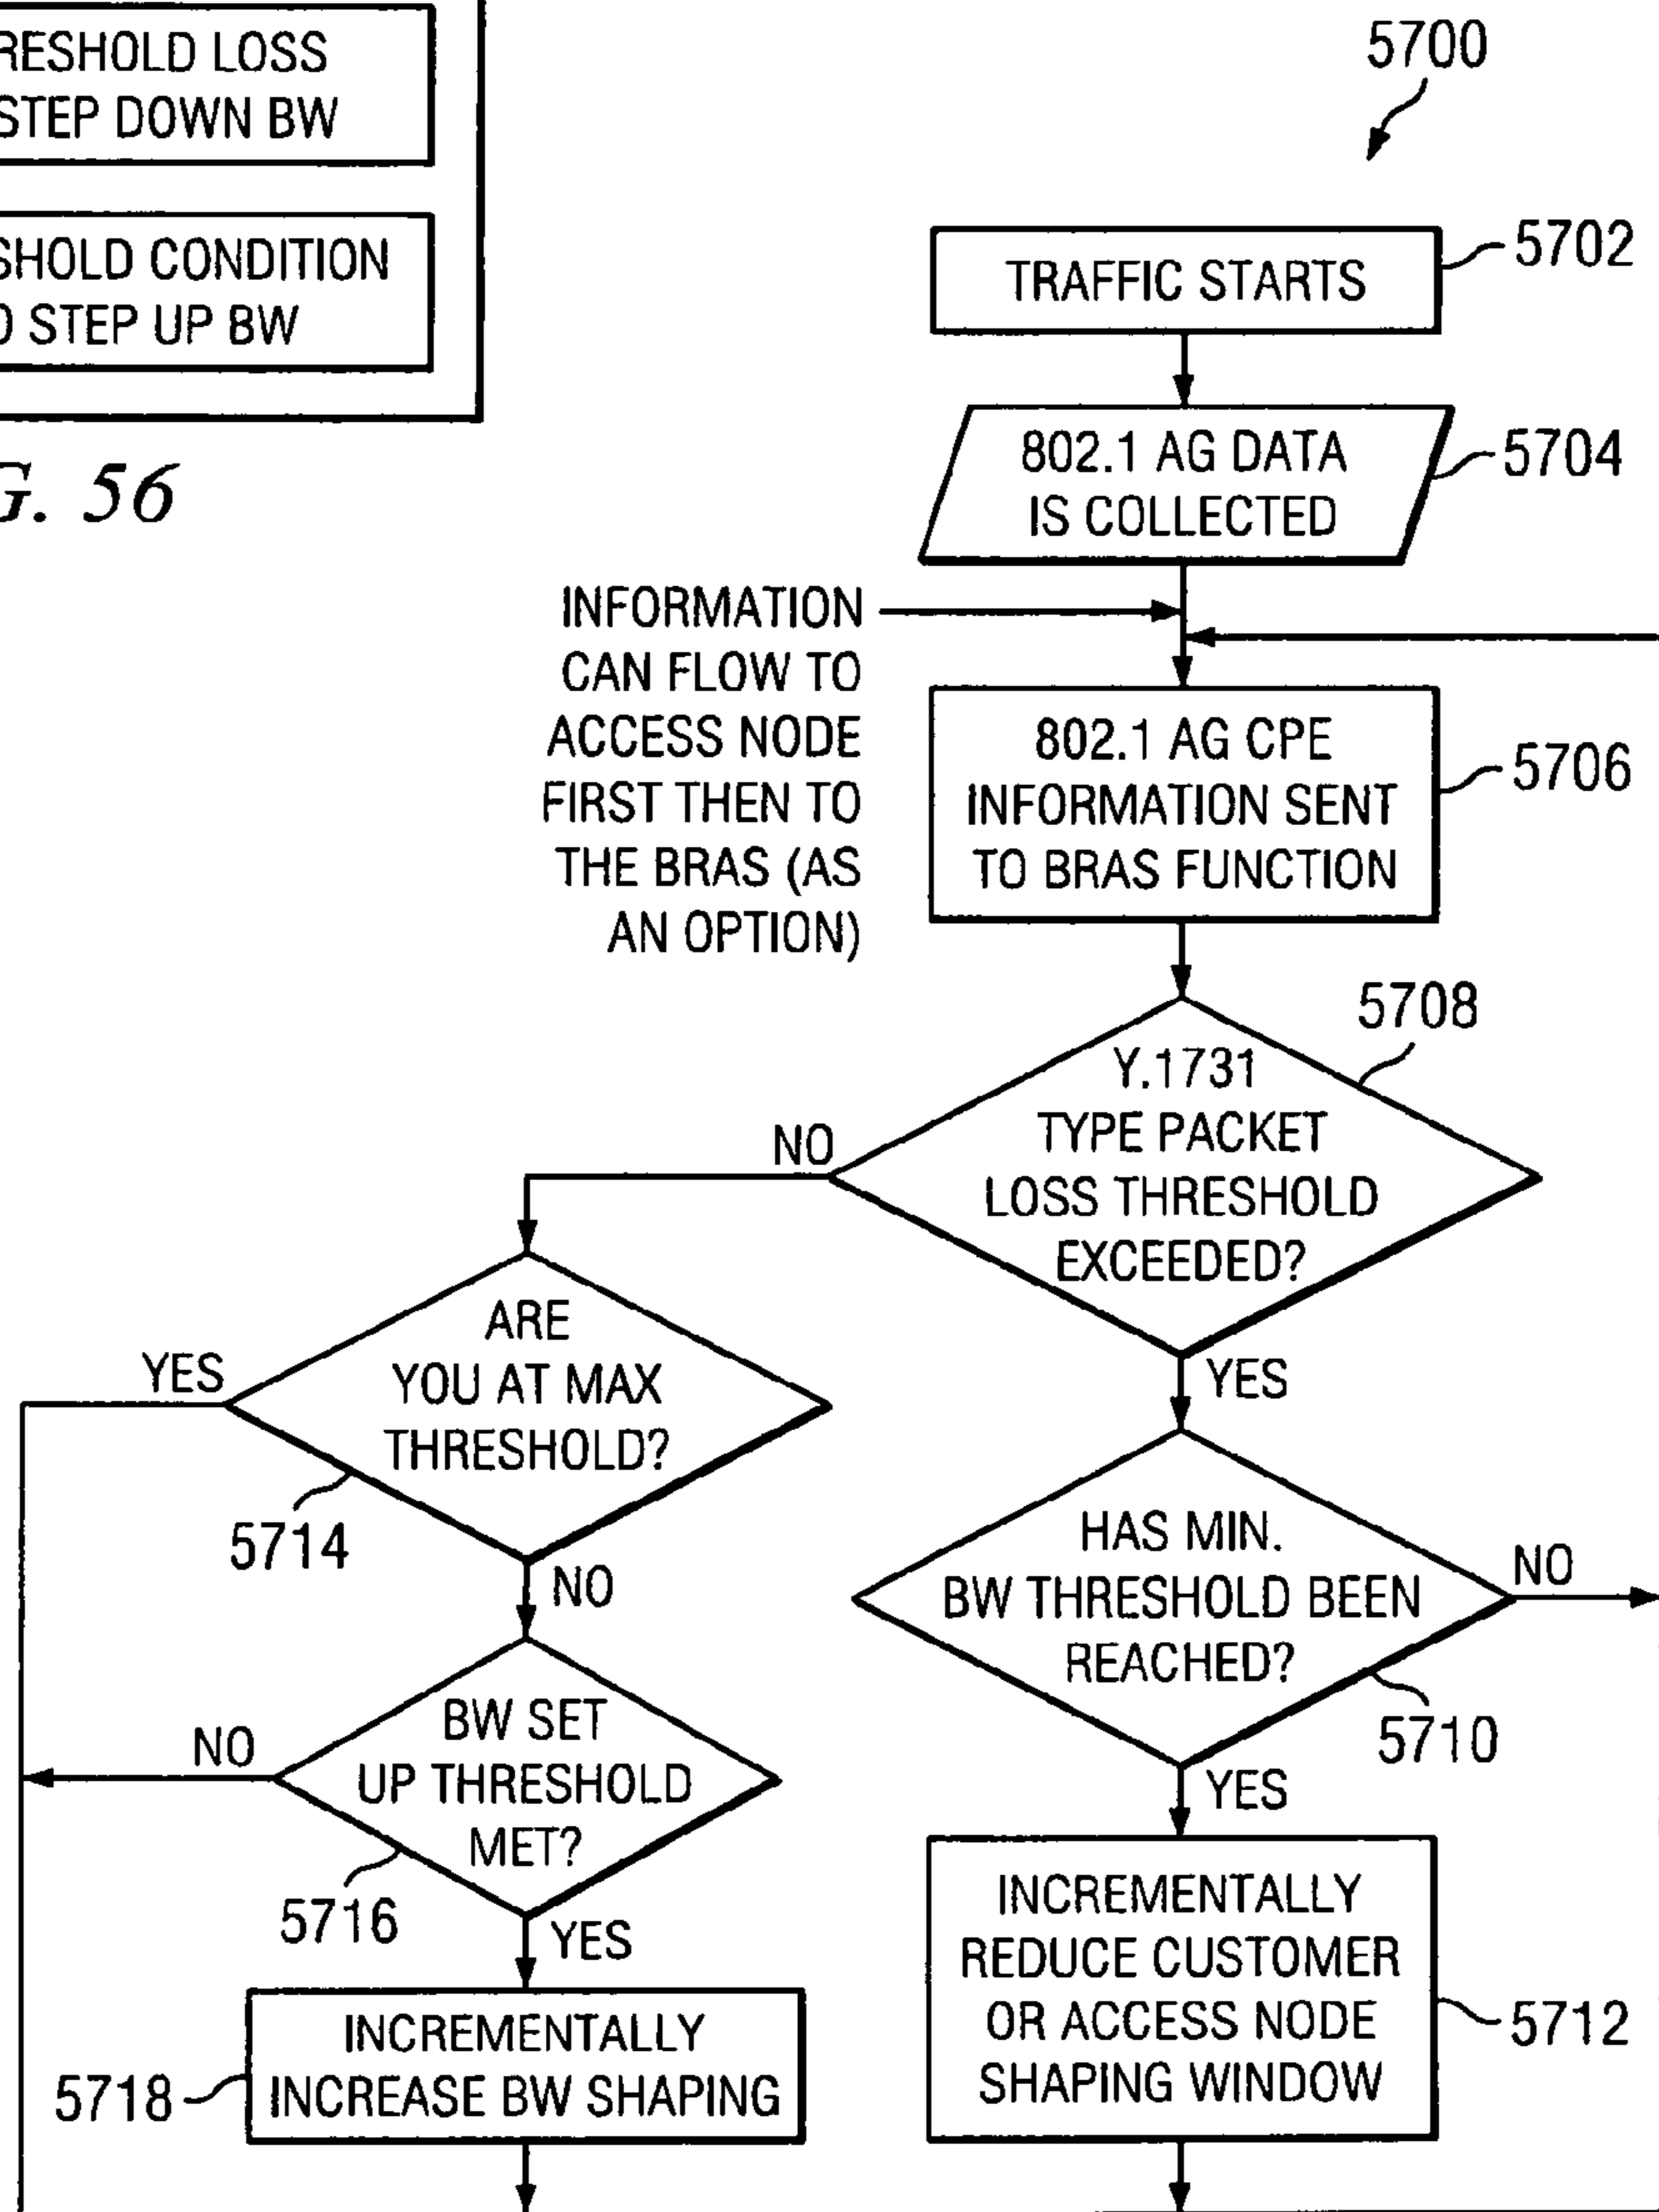 RESHOLD LOSS
STEP DOWN BW
SHOLD CONDITION
O STEP UP BW
G. 56
5700
TRAFFIC STARTS
5702
802.1 AG DATA
IS COLLECTED
5704
INFORMATION
CAN FLOW TO
ACCESS NODE
FIRST THEN TO
THE BRAS (AS
AN OPTION)
802.1 AG CPE
INFORMATION SENT
TO BRAS FUNCTION
5706
5708
Y.1731
TYPE PACKET
LOSS THRESHOLD
EXCEEDED?
NO
YES
ARE
YOU AT MAX
THRESHOLD?
YES
5714
NO
HAS MIN.
BW THRESHOLD BEEN
REACHED?
NO
5710
YES
BW SET
UP THRESHOLD
MET?
NO
5716
YES
INCREMENTALLY
INCREASE BW SHAPING
5718
INCREMENTALLY
REDUCE CUSTOMER
OR ACCESS NODE
SHAPING WINDOW
5712